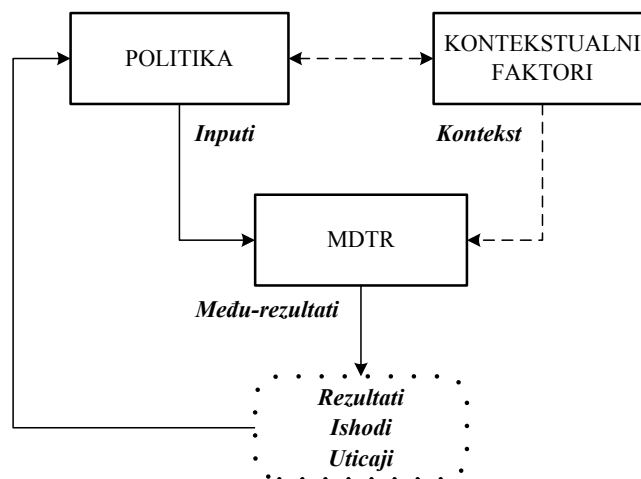 POLITIKA
KONTEKSTUALNI
FAKTORI
Inputi
Kontekst
MDTR
Među-rezultati
Rezultati
Ishodi
Uticaji